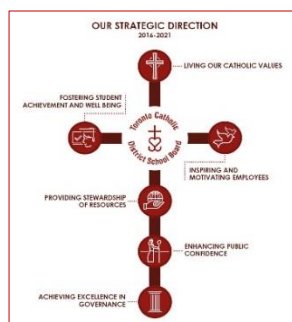 OUR STRATEGIC DIRECTION
2016-2021
LIVING OUR CATHOLIC VALUES
FOSTERING STUDENT
ACHIEVEMENT AND WELL BEING
Toronto Catholic
District School Board
INSPIRING AND
MOTIVATING EMPLOYEES
PROVIDING STEWARDSHIP
OF RESOURCES
ENHANCING PUBLIC
CONFIDENCE
ACHIEVING EXCELLENCE IN
GOVERNANCE